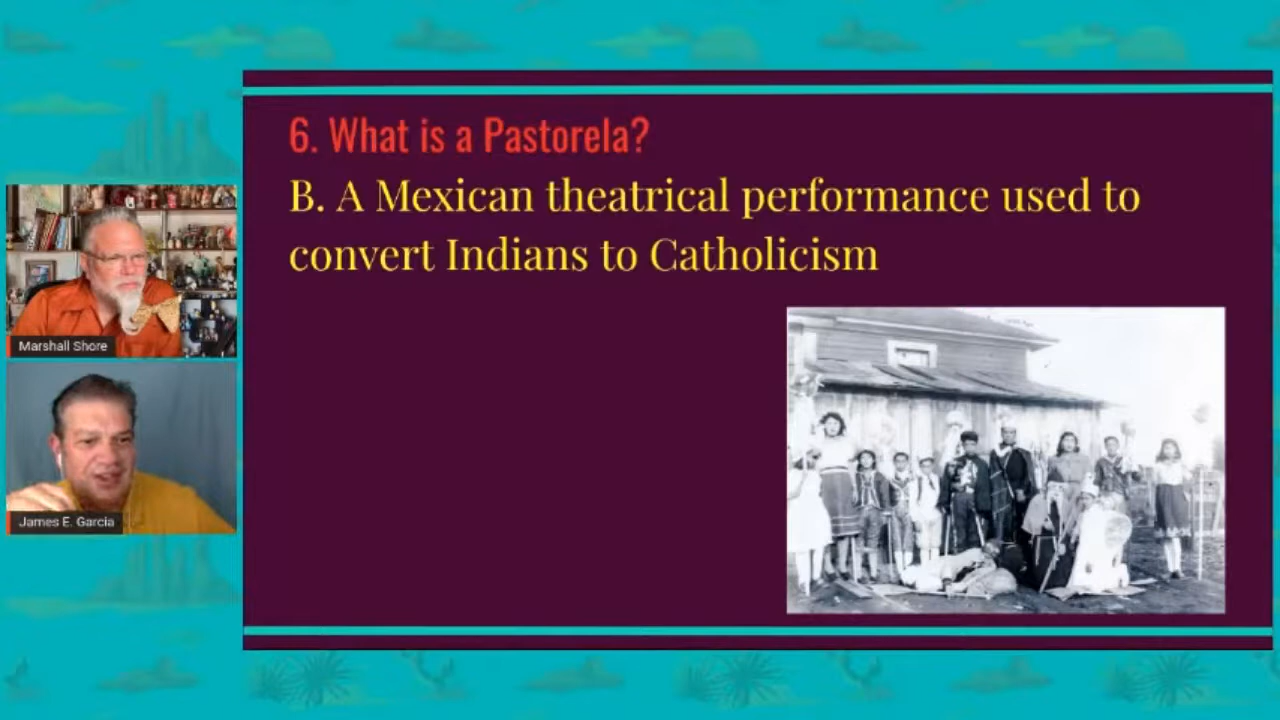 6. What is a Pastorela?
B. A Mexican theatrical performance used to
convert Indians to Catholicism
Marshall Shore
James E. Garcia